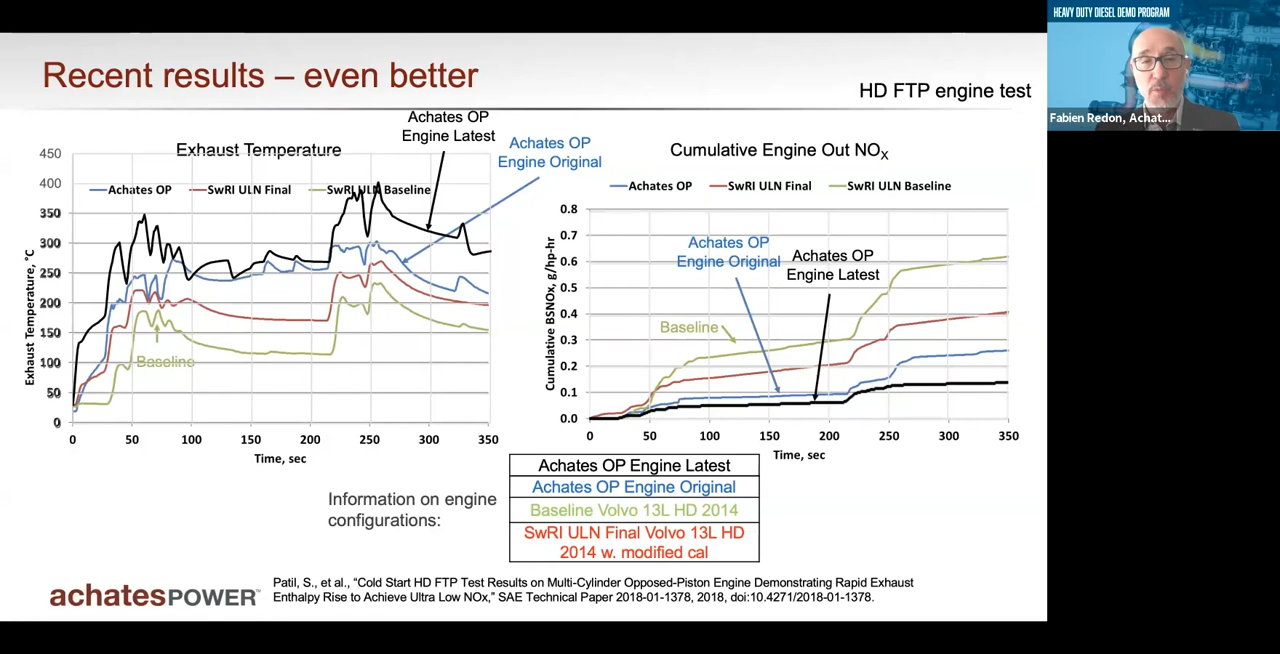 HEAVY DUTY DIESEL DEMO PROGRAM
Fabien Redon, Achat...
Recent results – even better
HD FTP engine test
Achates OP
Engine Latest
Achates OP
Engine Original
Exhaust Temperature
Achates OP
SwRI ULN Final
SwRI ULN Baseline
450
400
350
300
250
200
150
100
50
0
Exhaust Temperature, °C
Baseline
0 50 100 150 200 250 300 350
Time, sec
Cumulative Engine Out NOX
Achates OP
SwRI ULN Final
SwRI ULN Baseline
0.8
0.7
0.6
0.5
0.4
0.3
0.2
0.1
0.0
Cumulative BSNOx, g/hp-hr
Achates OP
Engine Original
Achates OP
Engine Latest
Baseline
0 50 100 150 200 250 300 350
Time, sec
Information on engine
configurations:
Achates OP Engine Latest
Achates OP Engine Original
Baseline Volvo 13L HD 2014
SwRI ULN Final Volvo 13L HD
2014 w. modified cal
achatesPOWER™
Patil, S., et al., “Cold Start HD FTP Test Results on Multi-Cylinder Opposed-Piston Engine Demonstrating Rapid Exhaust
Enthalpy Rise to Achieve Ultra Low NOx,” SAE Technical Paper 2018-01-1378, 2018, doi:10.4271/2018-01-1378.